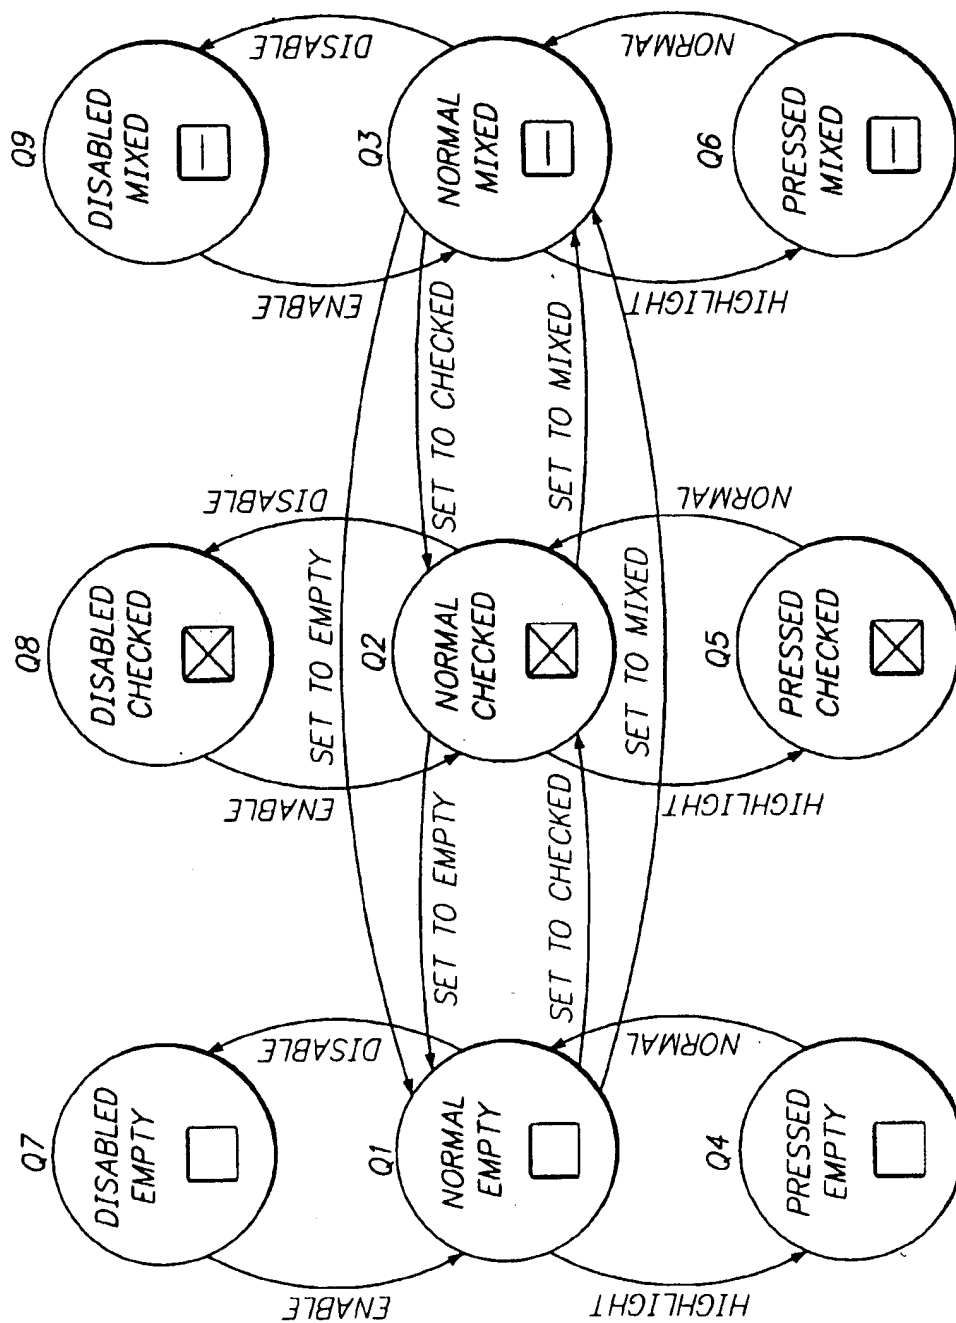 Q7
DISABLED
EMPTY
Q8
DISABLED
CHECKED
Q9
DISABLED
MIXED
ENABLE
DISABLE
ENABLE
DISABLE
ENABLE
DISABLE
SET TO EMPTY
Q1
NORMAL
EMPTY
SET TO EMPTY
Q2
NORMAL
CHECKED
SET TO CHECKED
Q3
NORMAL
MIXED
SET TO CHECKED
SET TO MIXED
SET TO MIXED
HIGHLIGHT
NORMAL
HIGHLIGHT
NORMAL
HIGHLIGHT
NORMAL
Q4
PRESSED
EMPTY
Q5
PRESSED
CHECKED
Q6
PRESSED
MIXED